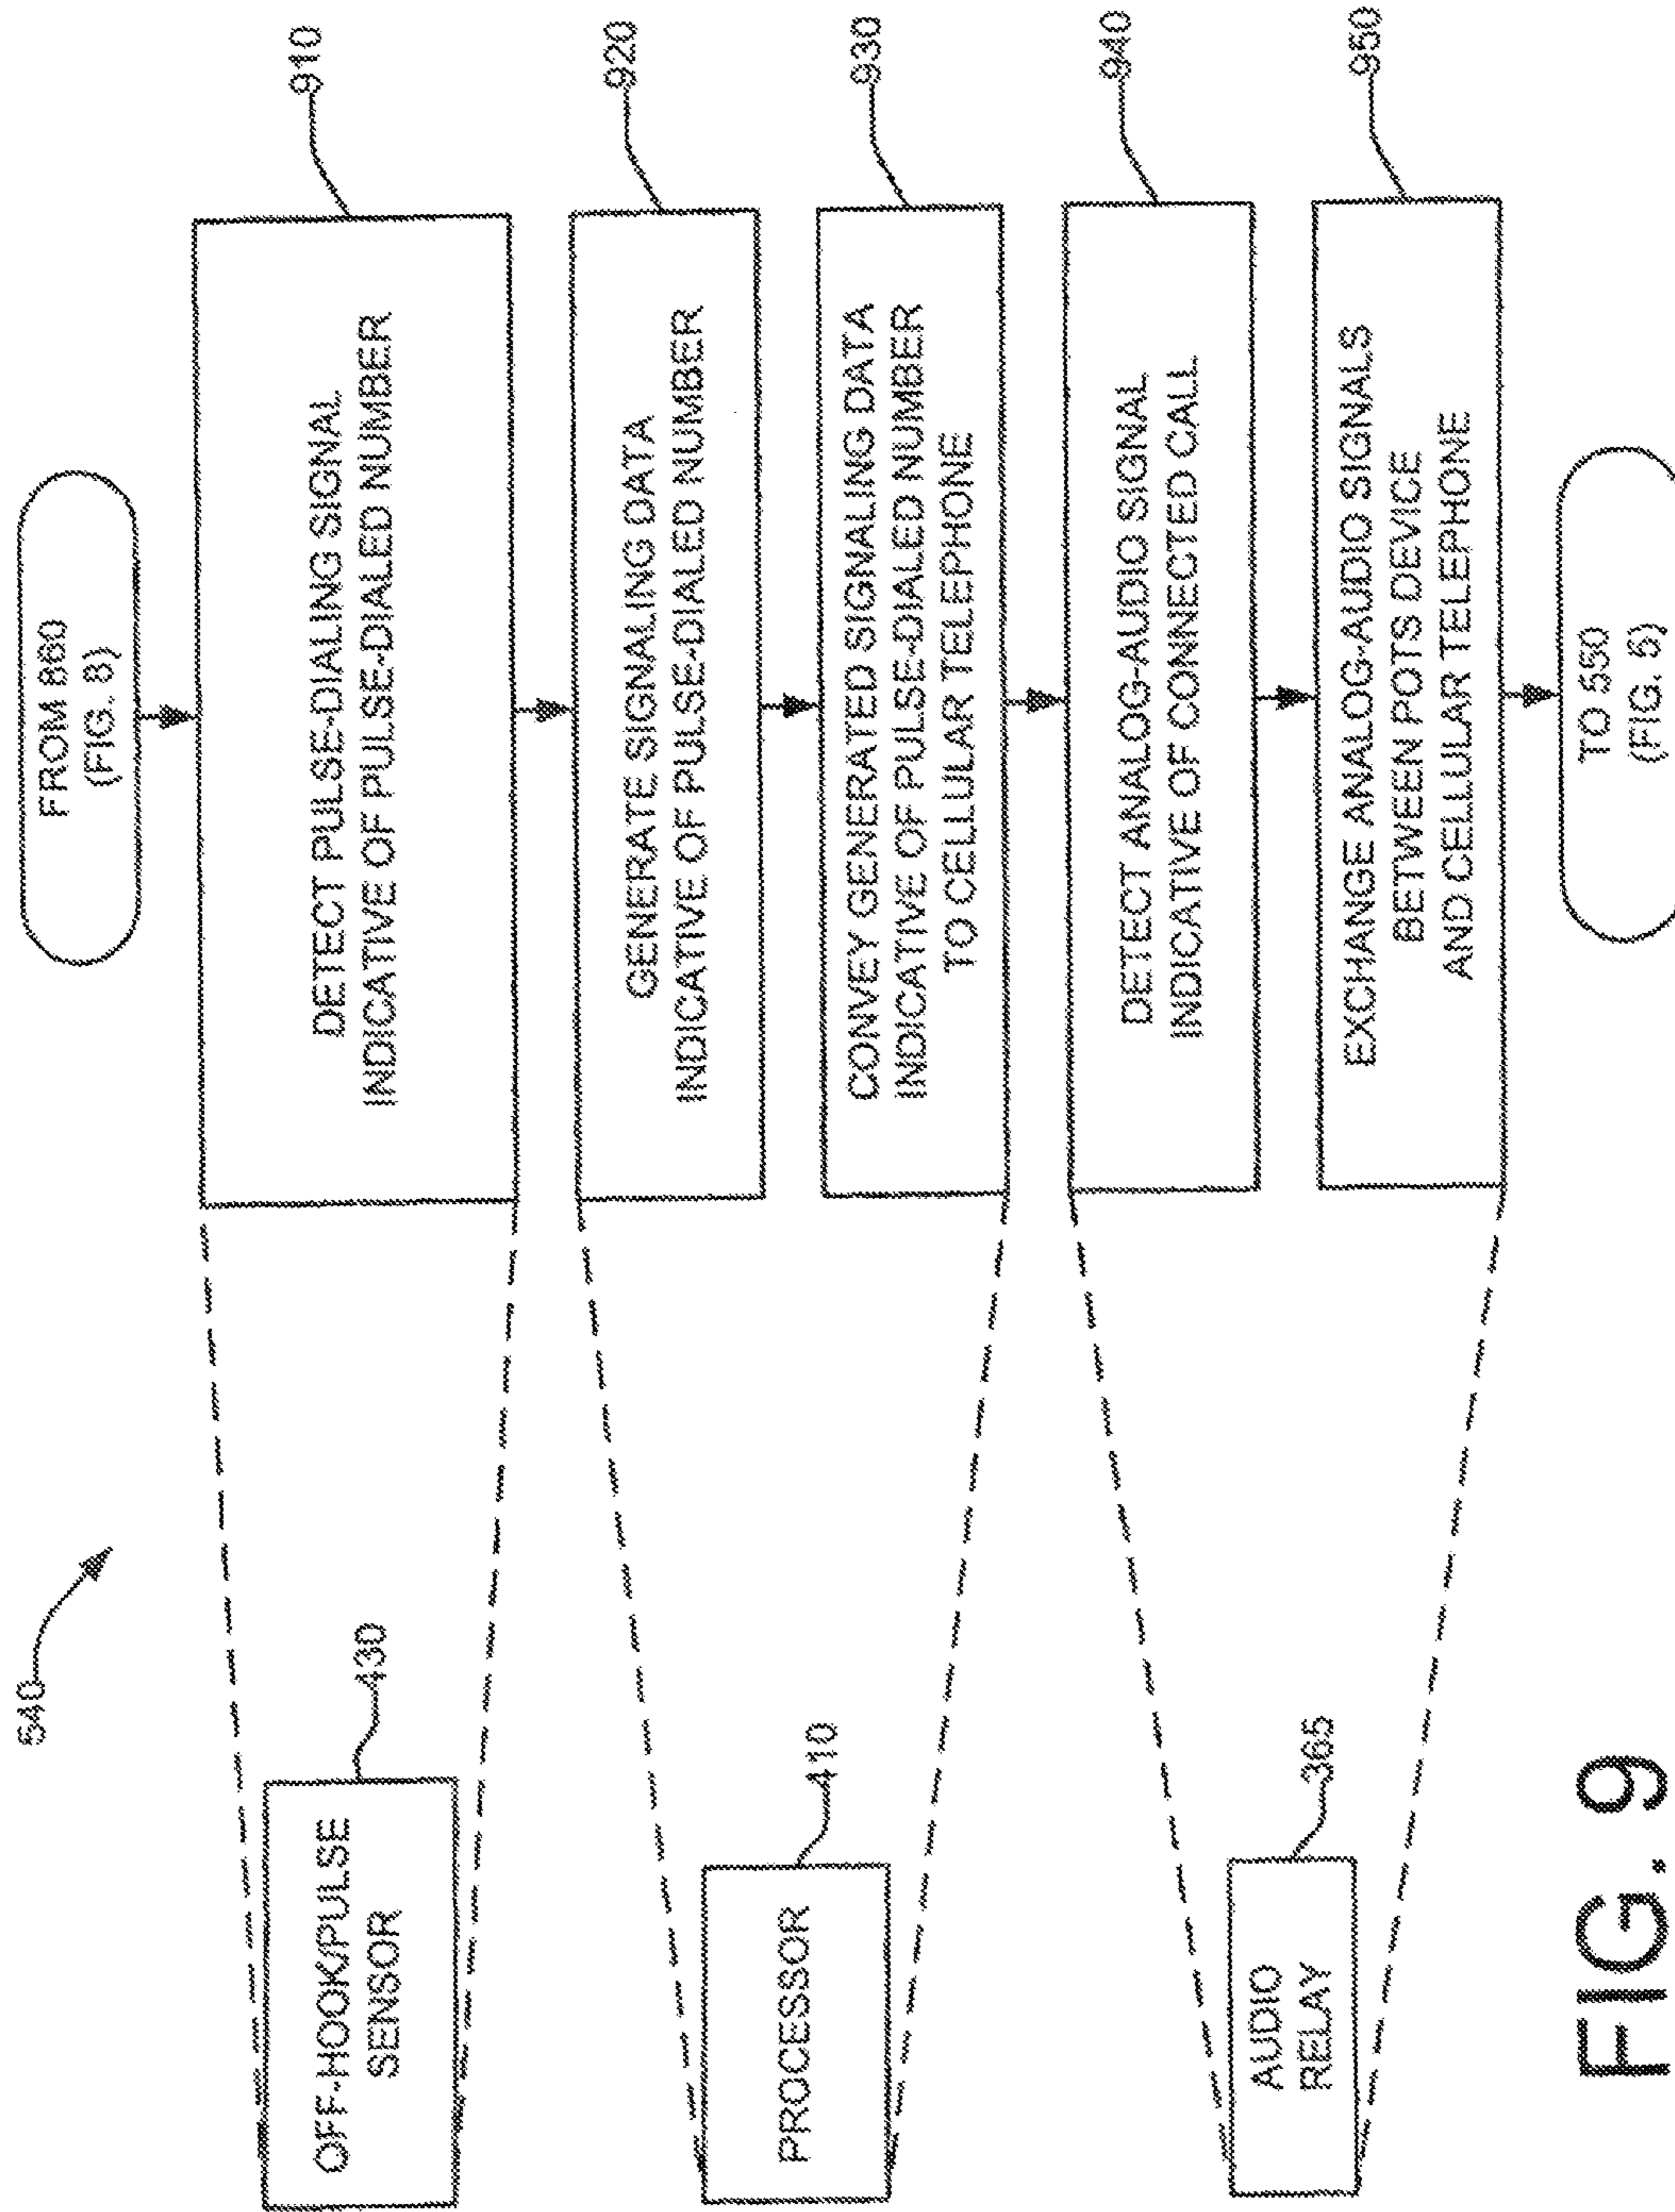 540
FROM 860
(FIG. 8)
OFF-HOOK/PULSE
SENSOR
430
DETECT PULSE-DIALING SIGNAL
INDICATIVE OF PULSE-DIALED NUMBER
910
PROCESSOR
410
GENERATE SIGNALING DATA
INDICATIVE OF PULSE-DIALED NUMBER
920
CONVEY GENERATED SIGNALING DATA
INDICATIVE OF PULSE-DIALED NUMBER
TO CELLULAR TELEPHONE
930
AUDIO
RELAY
365
DETECT ANALOG-AUDIO SIGNAL
INDICATIVE OF CONNECTED CALL
940
EXCHANGE ANALOG-AUDIO SIGNALS
BETWEEN POTS DEVICE
AND CELLULAR TELEPHONE
950
TO 550
(FIG. 5)
FIG. 9